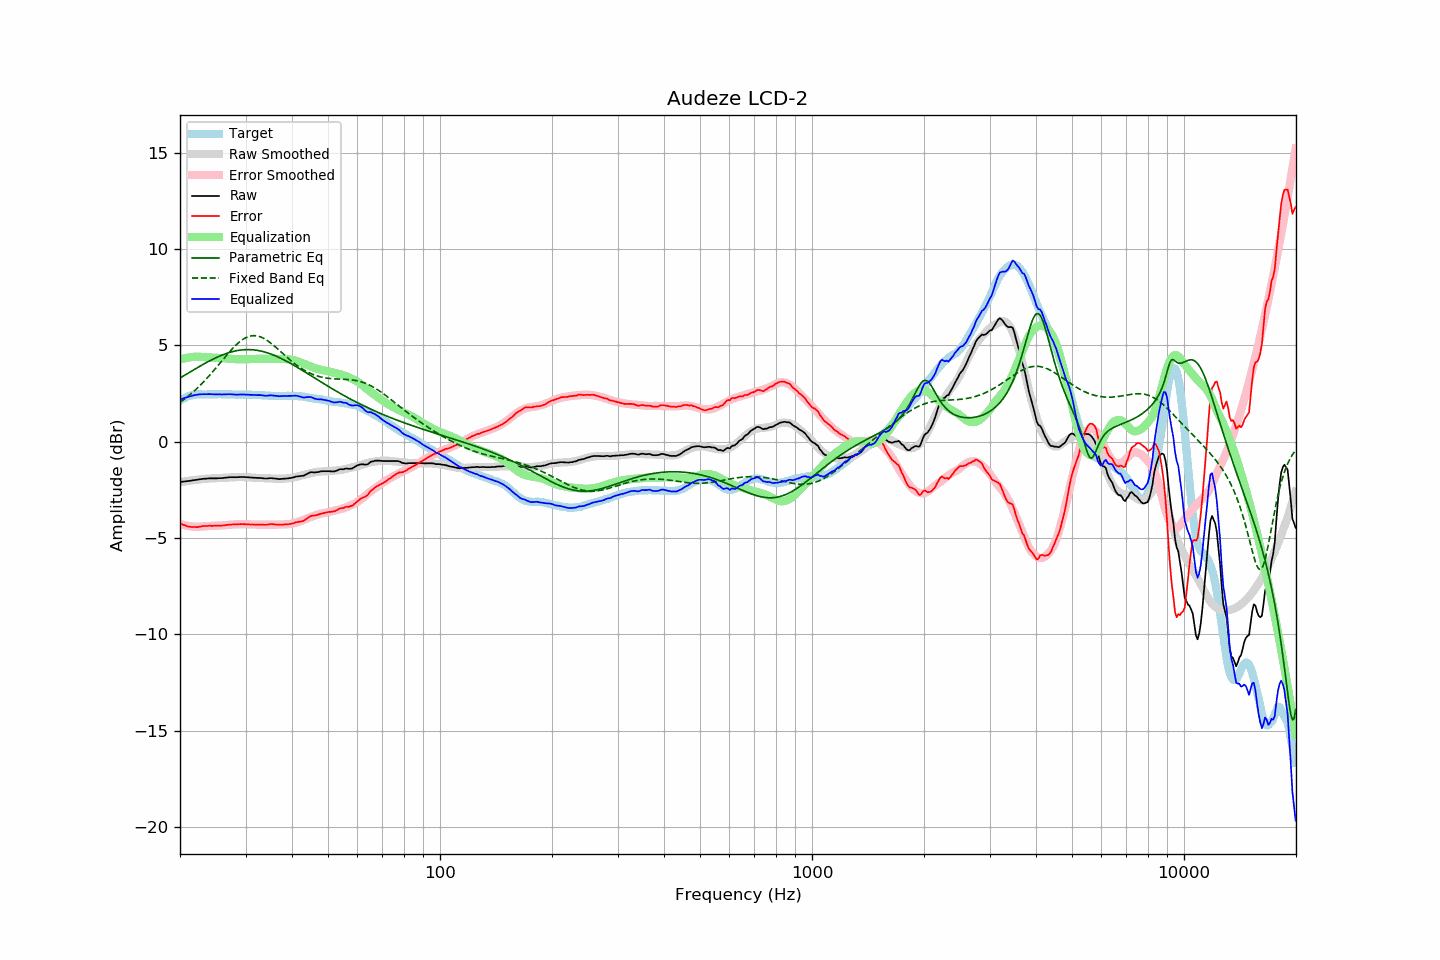 Audeze LCD-2
Target
Raw Smoothed
Error Smoothed
Raw
Error
Equalization
Parametric Eq
Fixed Band Eq
Equalized
15
10
5
0
−5
−10
−15
−20
Amplitude (dBr)
100
1000
10000
Frequency (Hz)